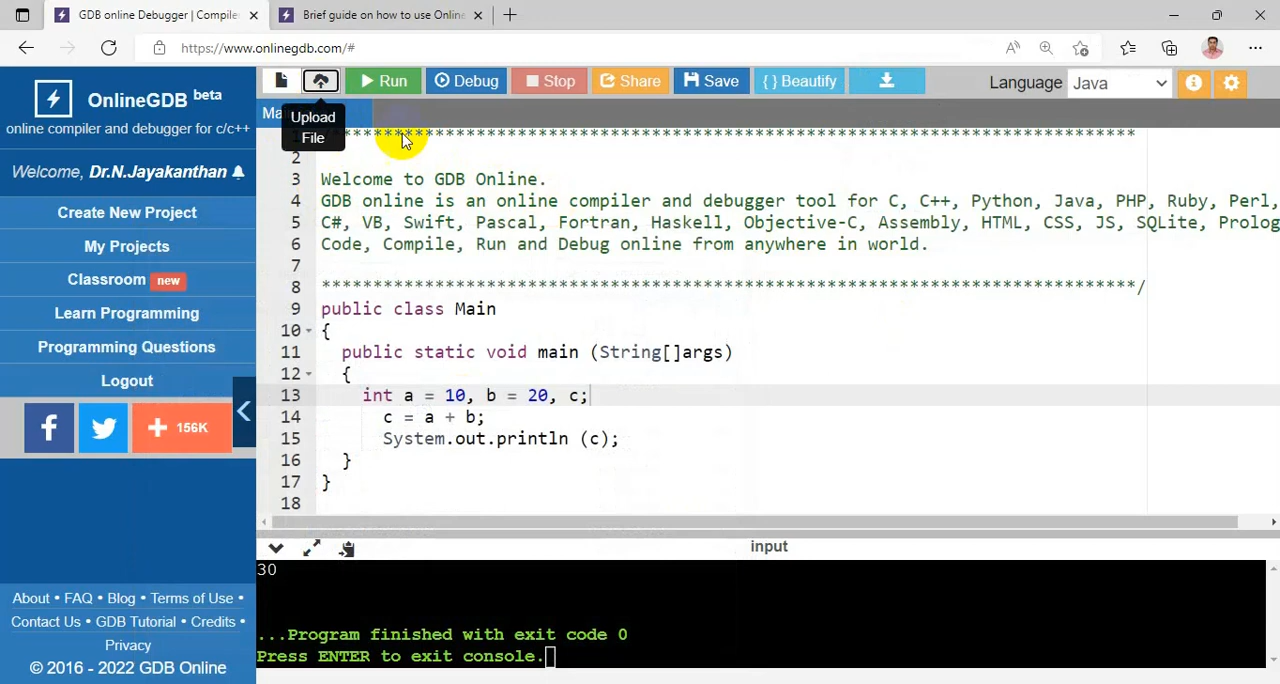 GDB online Debugger | Compiler
Brief guide on how to use Online
https://www.onlinegdb.com/#
OnlineGDB beta
online compiler and debugger for c/c++
Welcome, Dr.N.Jayakanthan
Create New Project
My Projects
Classroom new
Learn Programming
Programming Questions
Logout
156K
About • FAQ • Blog • Terms of Use •
Contact Us • GDB Tutorial • Credits •
Privacy
© 2016 - 2022 GDB Online
Run
Debug
Stop
Share
Save
{ } Beautify
Language Java
Upload
File
*******************************************************************************
2
3 Welcome to GDB Online.
4 GDB online is an online compiler and debugger tool for C, C++, Python, Java, PHP, Ruby, Perl,
5 C#, VB, Swift, Pascal, Fortran, Haskell, Objective-C, Assembly, HTML, CSS, JS, SQLite, Prolog
6 Code, Compile, Run and Debug online from anywhere in world.
7
8 *******************************************************************************/
9 public class Main
10 {
11 public static void main (String[]args)
12 {
13 int a = 10, b = 20, c;
14 c = a + b;
15 System.out.println (c);
16 }
17 }
18
input
30
...Program finished with exit code 0
Press ENTER to exit console.